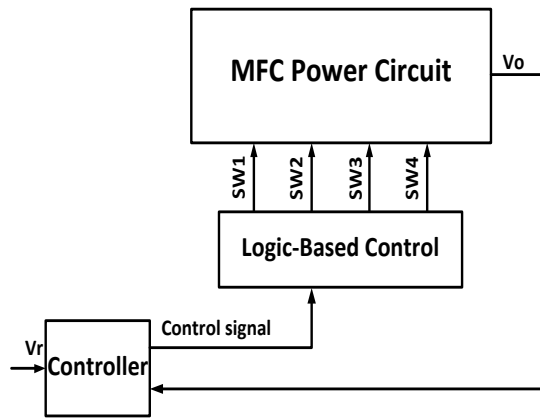 MFC Power Circuit
Vo
SW1
SW2
SW3
SW4
Logic-Based Control
Control signal
Vr
Controller